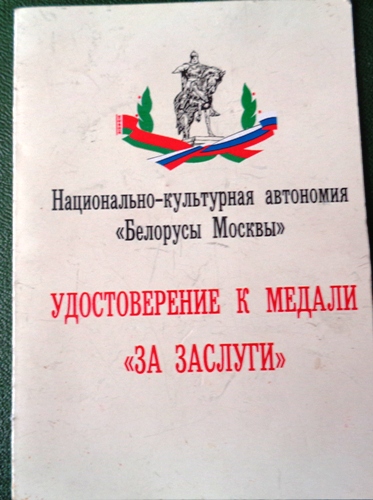 Национально-культурная автономия
«Белорусы Москвы»
УДОСТОВЕРЕНИЕ К МЕДАЛИ
«ЗА ЗАСЛУГИ»